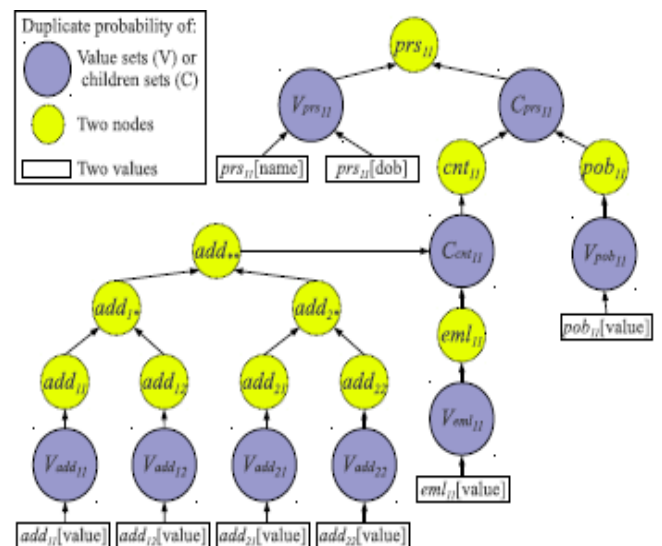 Duplicate probability of:
Value sets (V) or
children sets (C)
Two nodes
Two values
prs11
Vprs11
Cprs11
prs11[name]
prs11[dob]
cnt11
pob11
add**
Ccnt11
Vpob11
add1*
add2*
eml11
pob11[value]
add11
add12
add21
add22
Veml11
Vadd11
Vadd12
Vadd21
Vadd22
eml11[value]
add11[value]
add12[value]
add21[value]
add22[value]